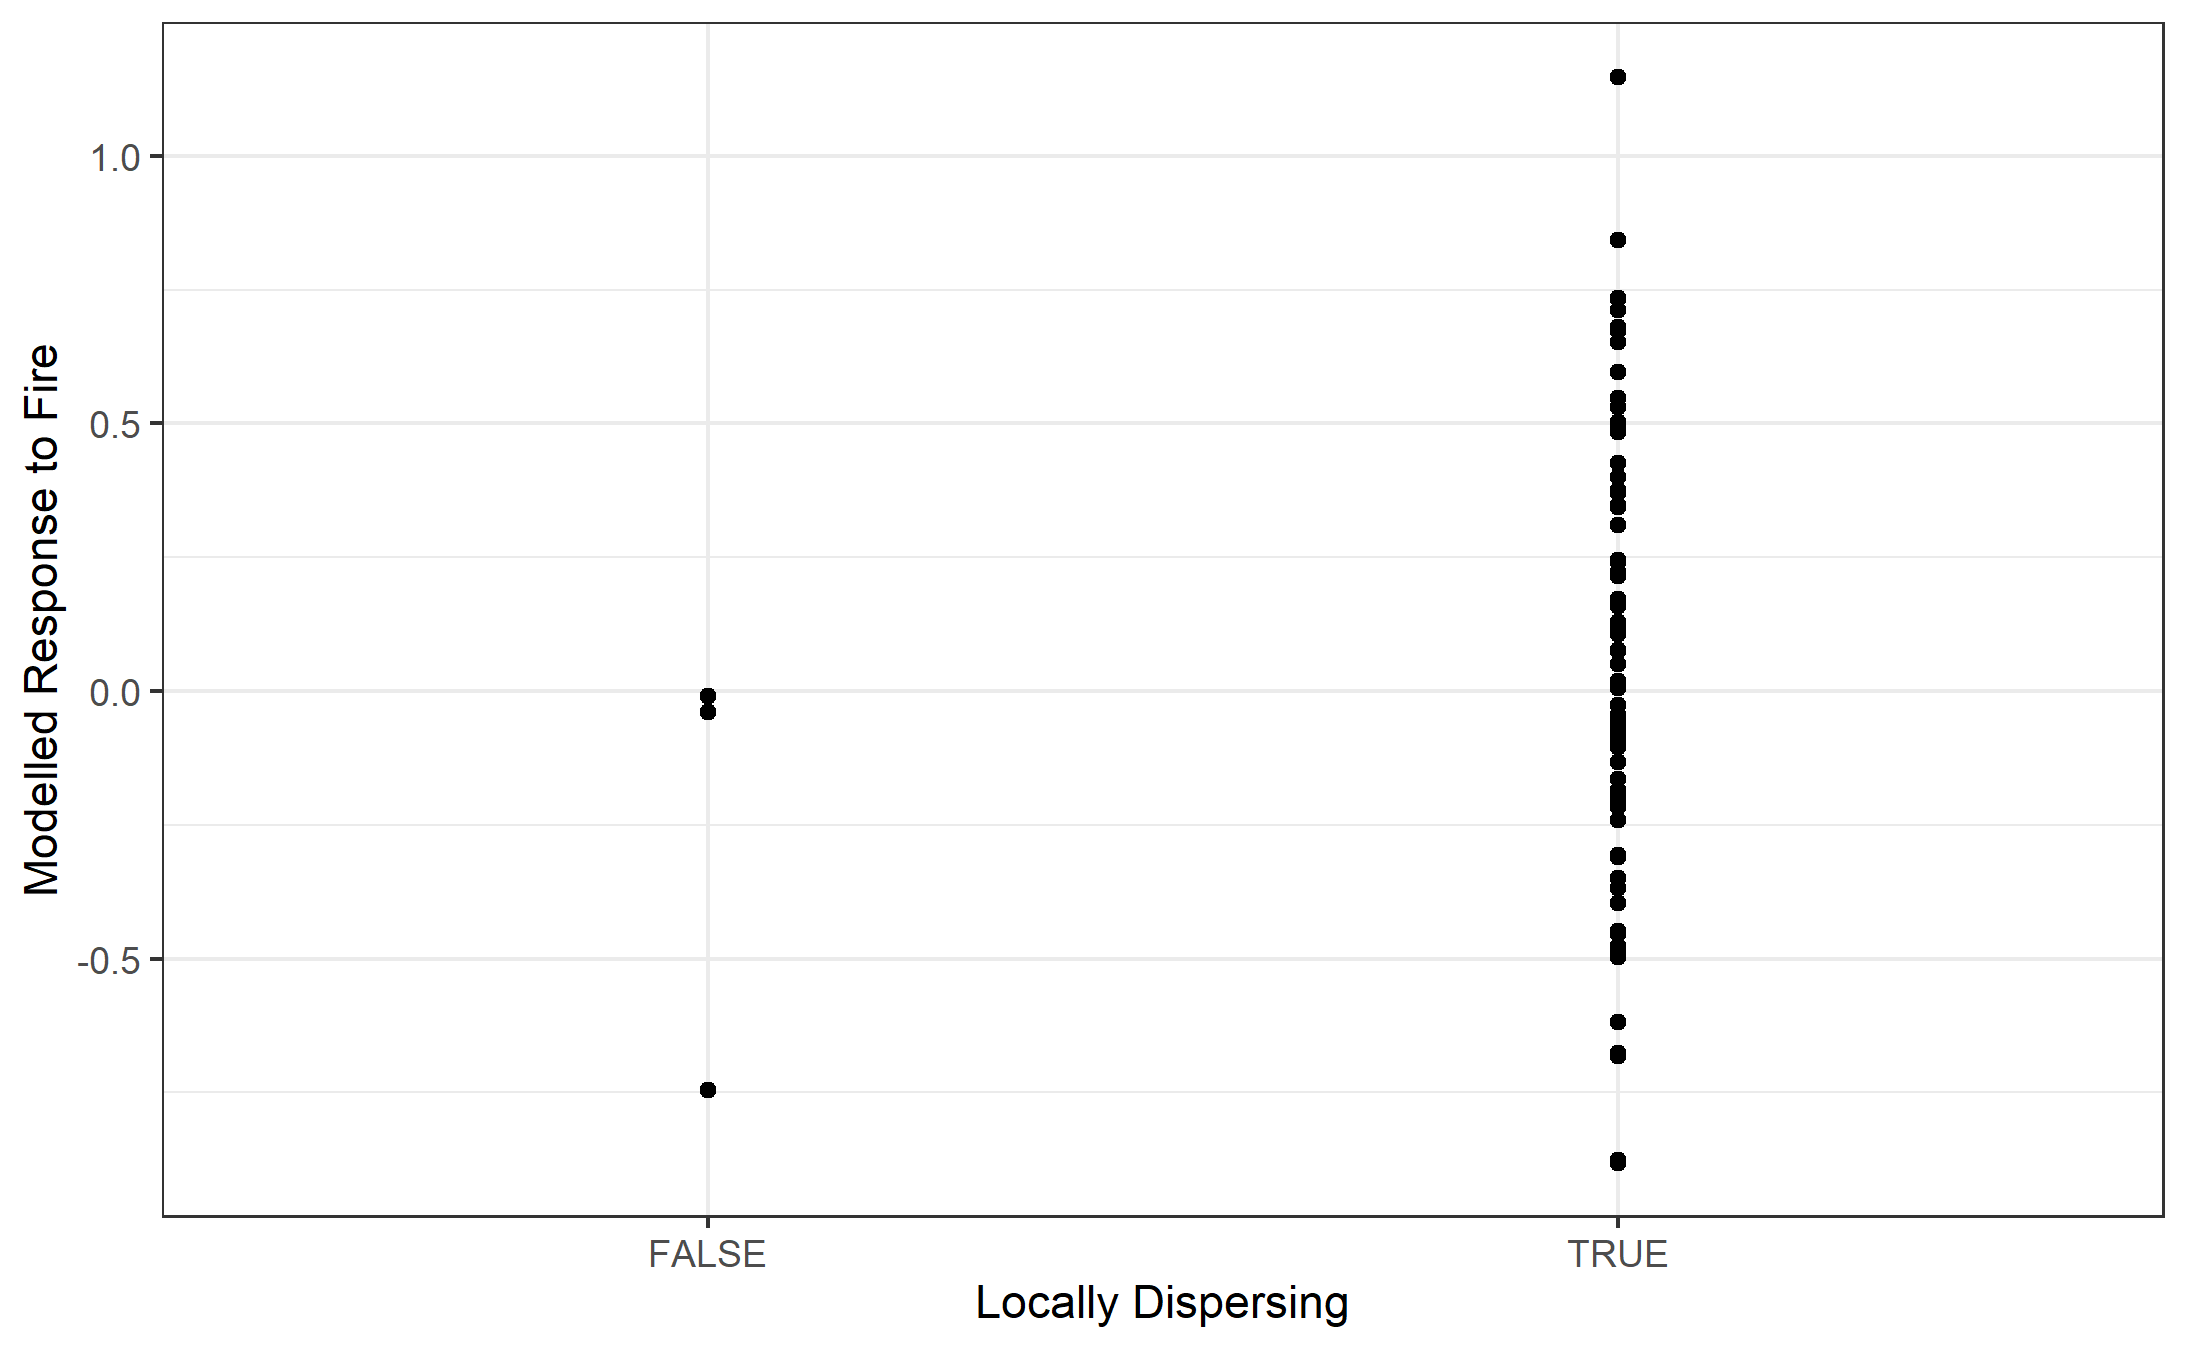 Modelled Response to Fire
1.0
0.5
0.0
-0.5
FALSE TRUE
Locally Dispersing